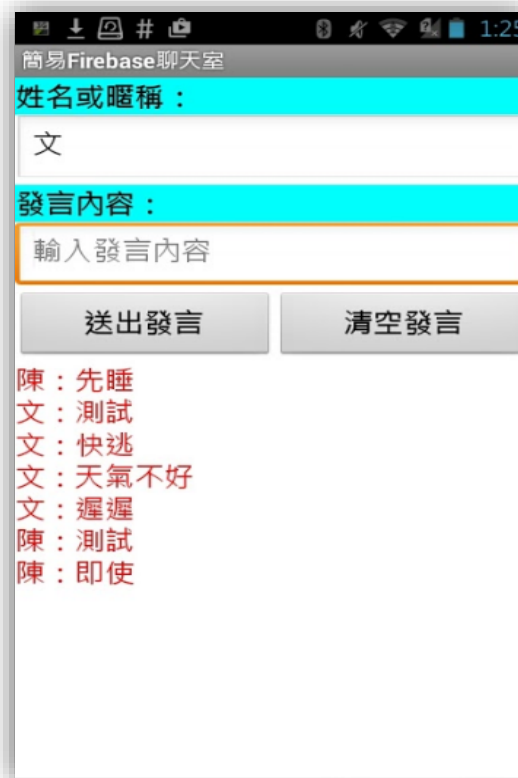 # 1:25
簡易Firebase聊天室
姓名或暱稱：
文
發言內容：
輸入發言內容
送出發言 清空發言
陳：先睡
文：測試
文：快逃
文：天氣不好
文：遲遲
陳：測試
陳：即使